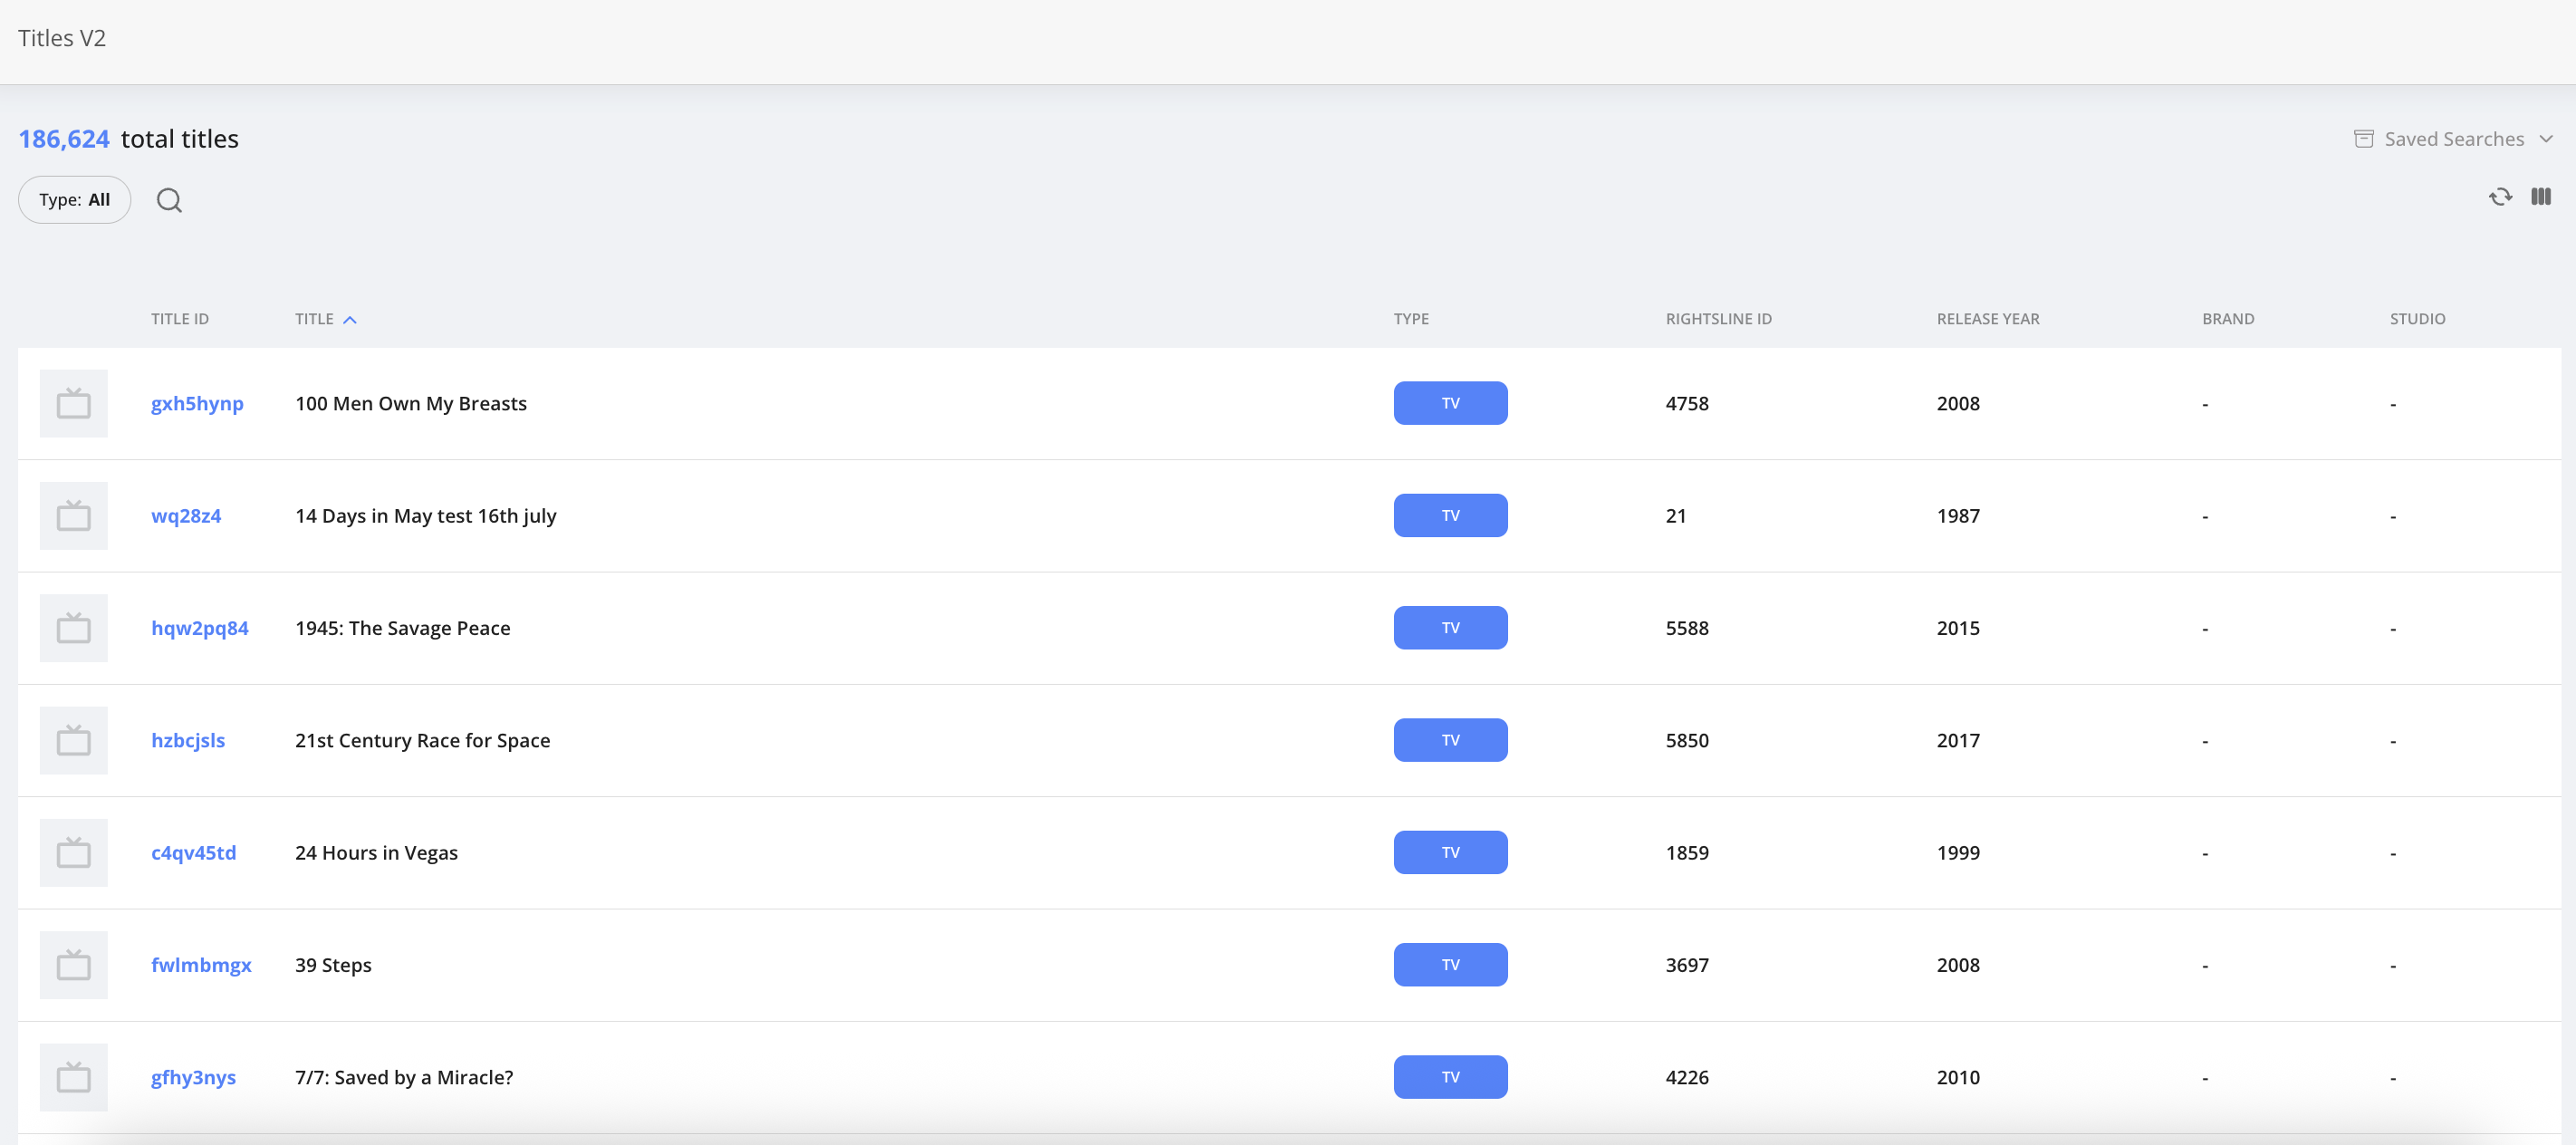 Titles V2
186,624 total titles
Saved Searches
Type: All
TITLE ID TITLE TYPE RIGHTSLINE ID RELEASE YEAR BRAND STUDIO
gxh5hynp 100 Men Own My Breasts TV 4758 2008 - -
wq28z4 14 Days in May test 16th july TV 21 1987 - -
hqw2pq84 1945: The Savage Peace TV 5588 2015 - -
hzbcjsls 21st Century Race for Space TV 5850 2017 - -
c4qv45td 24 Hours in Vegas TV 1859 1999 - -
fwlmbmgx 39 Steps TV 3697 2008 - -
gfhy3nys 7/7: Saved by a Miracle? TV 4226 2010 - -